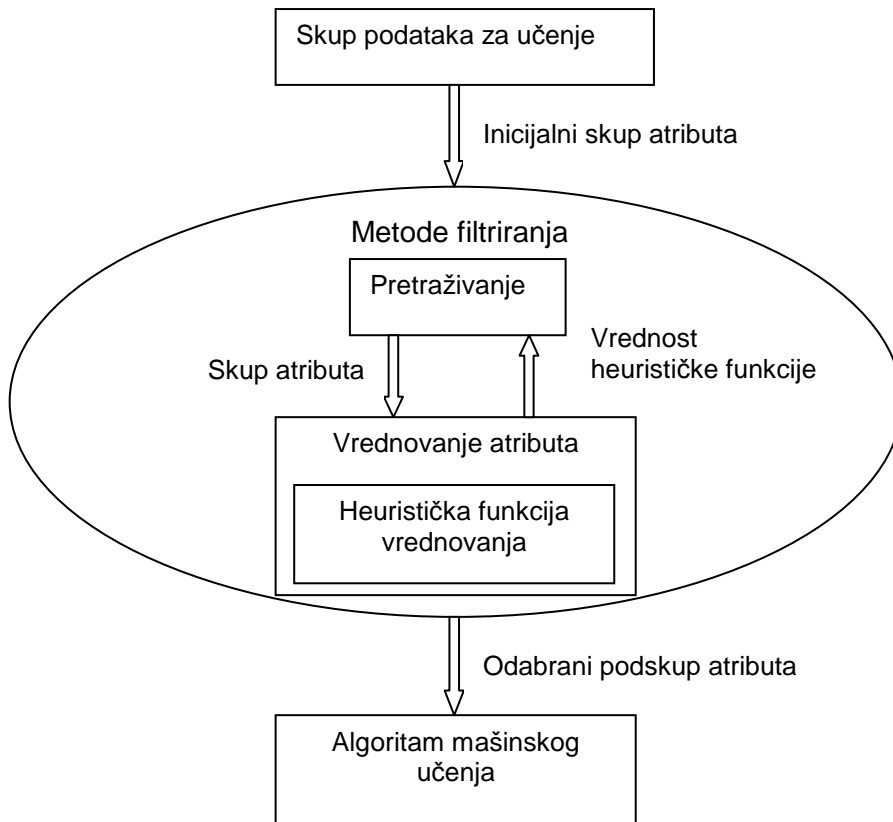 Skup podataka za učenje
Inicijalni skup atributa
Metode filtriranja
Pretraživanje
Skup atributa
Vrednost
heurističke funkcije
Vrednovanje atributa
Heuristička funkcija
vrednovanja
Odabrani podskup atributa
Algoritam mašinskog
učenja